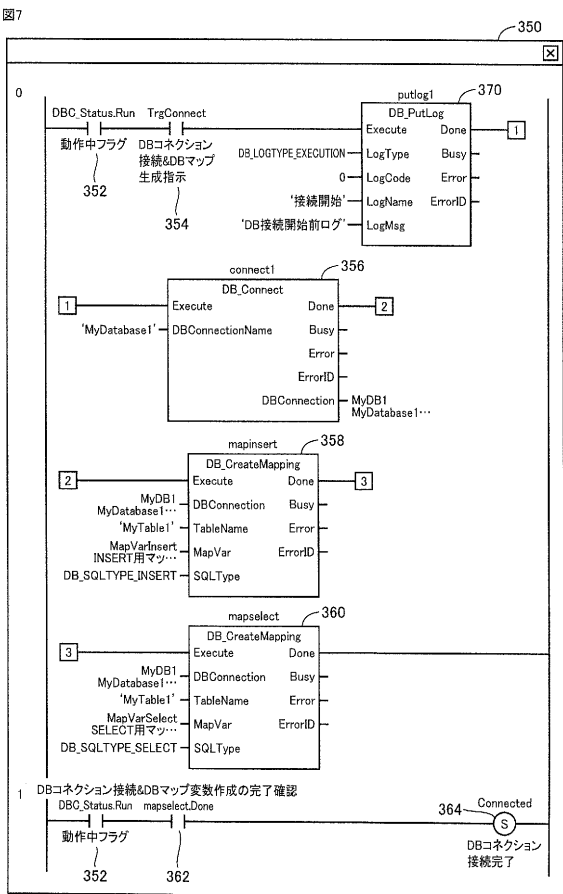 図7
350
0
putlog1
370
DBC_Status.Run
TrgConnect
DB_PutLog
Execute
Done
1
動作中フラグ
DBコネクション
接続&DBマップ
生成指示
352
354
DB_LOGTYPE_EXECUTION
LogType
Busy
0
LogCode
Error
'接続開始'
LogName
ErrorID
'DB接続開始前ログ'
LogMsg
connect1
356
DB_Connect
1
Execute
Done
2
'MyDatabase1'
DBConnectionName
Busy
Error
ErrorID
DBConnection
MyDB1
MyDatabase1…
mapinsert
358
DB_CreateMapping
2
Execute
Done
3
MyDB1
MyDatabase1…
DBConnection
Busy
'MyTable1'
TableName
Error
MapVarInsert
INSERT用マッ…
MapVar
ErrorID
DB_SQLTYPE_INSERT
SQLType
mapselect
360
DB_CreateMapping
3
Execute
Done
MyDB1
MyDatabase1…
DBConnection
Busy
'MyTable1'
TableName
Error
MapVarSelect
SELECT用マッ…
MapVar
ErrorID
DB_SQLTYPE_SELECT
SQLType
1
DBコネクション接続&DBマップ変数作成の完了確認
DBC_Status.Run
mapselect.Done
364
Connected
S
動作中フラグ
352
362
DBコネクション
接続完了